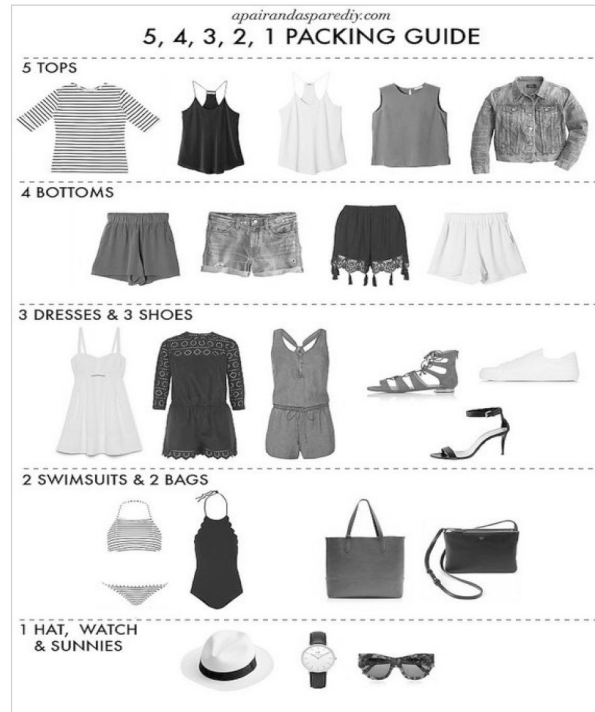 apairandasparediy.com
5, 4, 3, 2, 1 PACKING GUIDE
5 TOPS
4 BOTTOMS
3 DRESSES & 3 SHOES
2 SWIMSUITS & 2 BAGS
1 HAT, WATCH
& SUNNIES